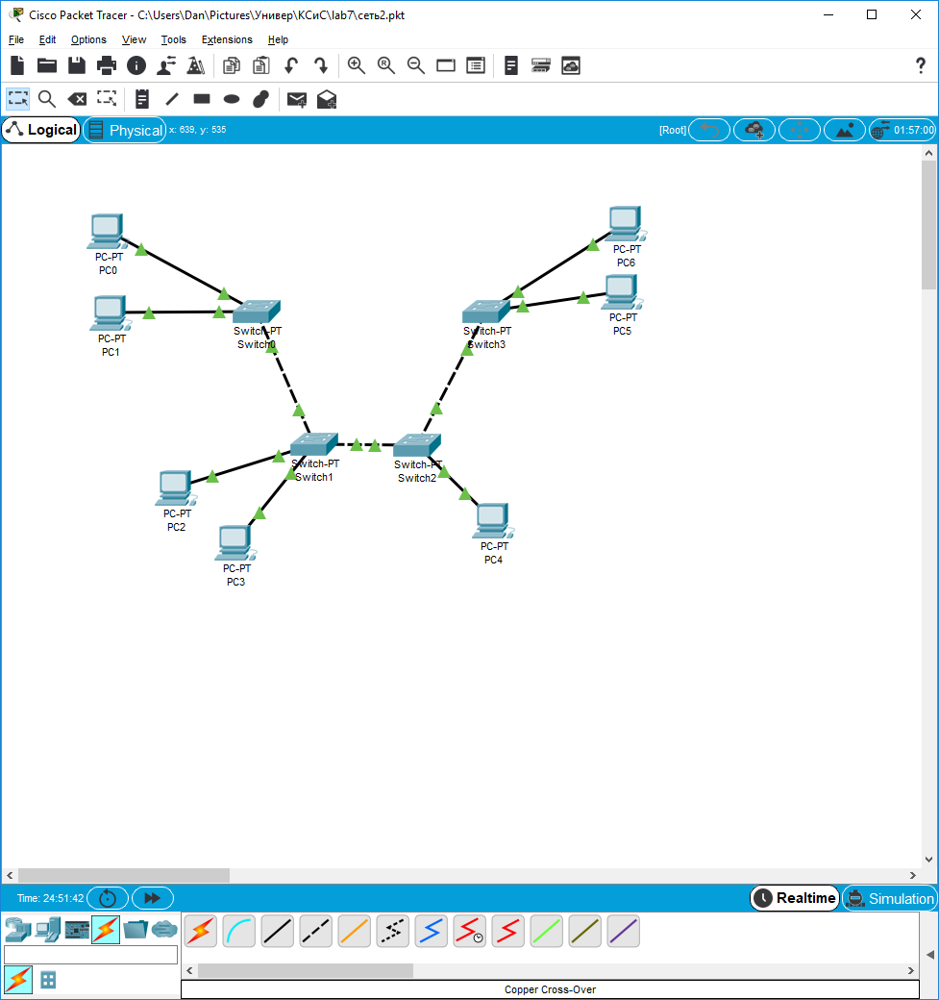 Cisco Packet Tracer - C:\Users\Dan\Pictures\Универ\КСиС\lab7\сеть2.pkt
File Edit Options View Tools Extensions Help
Logical Physical x: 639, y: 535 [Root] 01:57:00
PC-PT
PC0
PC-PT
PC1
Switch-PT
Switch0
PC-PT
PC6
PC-PT
PC5
Switch-PT
Switch3
Switch-PT
Switch1
Switch-PT
Switch2
PC-PT
PC2
PC-PT
PC3
PC-PT
PC4
Time: 24:51:42 Realtime Simulation
Copper Cross-Over